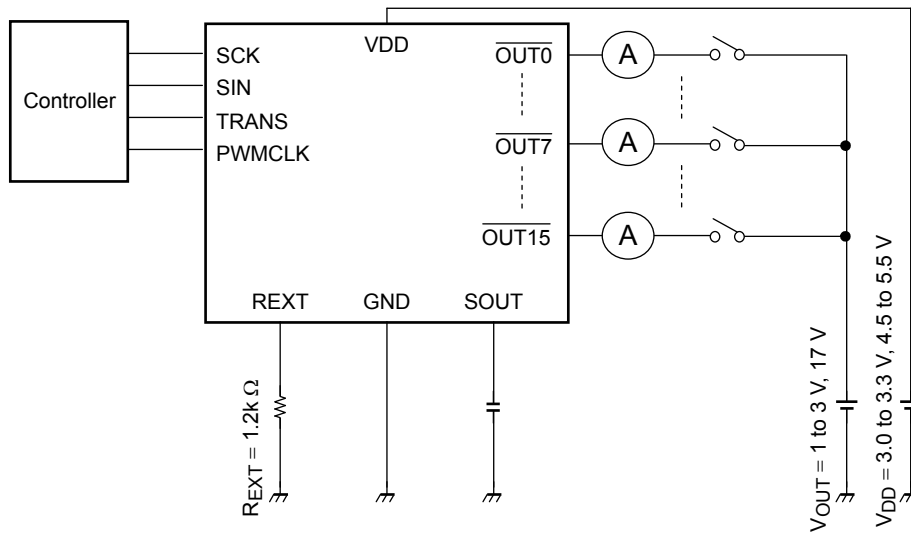 Controller
SCK
SIN
TRANS
PWMCLK
VDD
OUT0
OUT7
OUT15
A
A
A
REXT
GND
SOUT
REXT = 1.2k Ω
VOUT = 1 to 3 V, 17 V
VDD = 3.0 to 3.3 V, 4.5 to 5.5 V